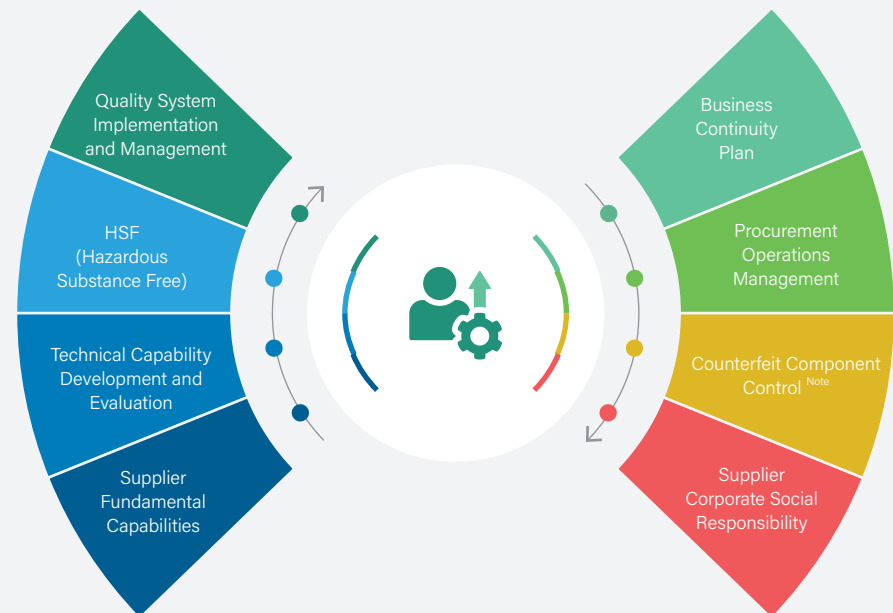 Quality System
Implementation
and Management
HSF
(Hazardous
Substance Free)
Technical Capability
Development and
Evaluation
Supplier
Fundamental
Capabilities
Business
Continuity
Plan
Procurement
Operations
Management
Counterfeit Component
Control Note
Supplier
Corporate Social
Responsibility